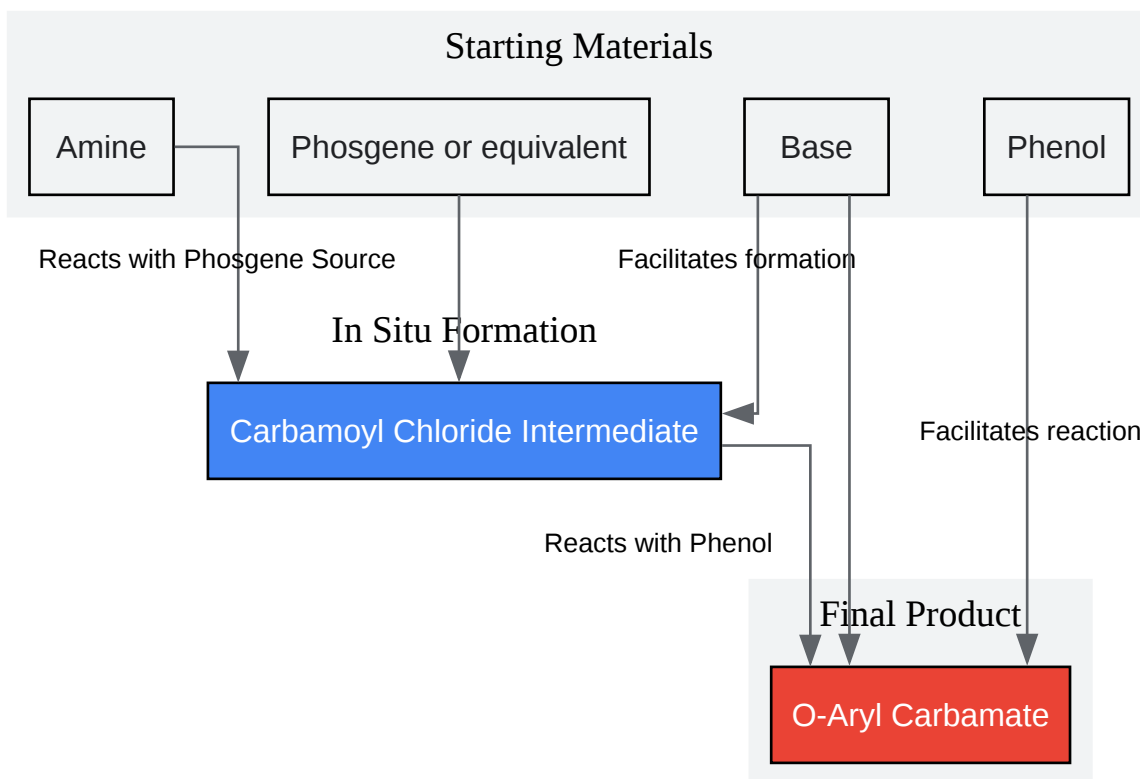 Starting Materials
Amine
Phosgene or equivalent
Base
Phenol
Reacts with Phosgene Source
Facilitates formation
In Situ Formation
Carbamoyl Chloride Intermediate
Facilitates reaction
Reacts with Phenol
Final Product
O-Aryl Carbamate